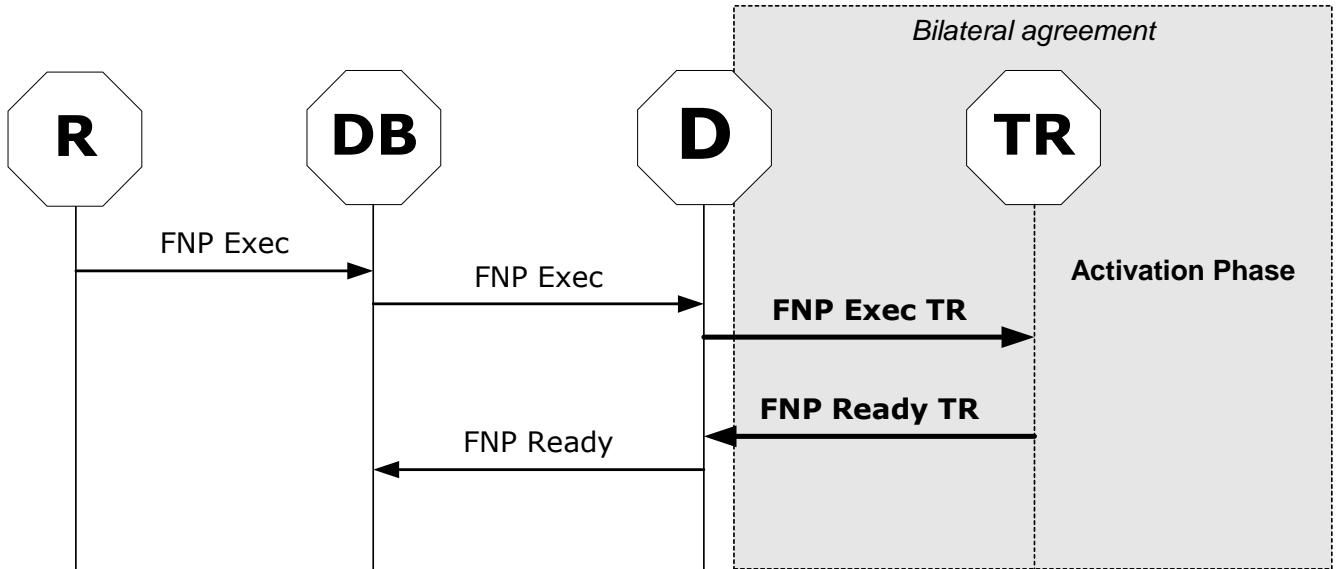 Bilateral agreement
R
DB
D
TR
FNP Exec
FNP Exec
Activation Phase
FNP Exec TR
FNP Ready TR
FNP Ready